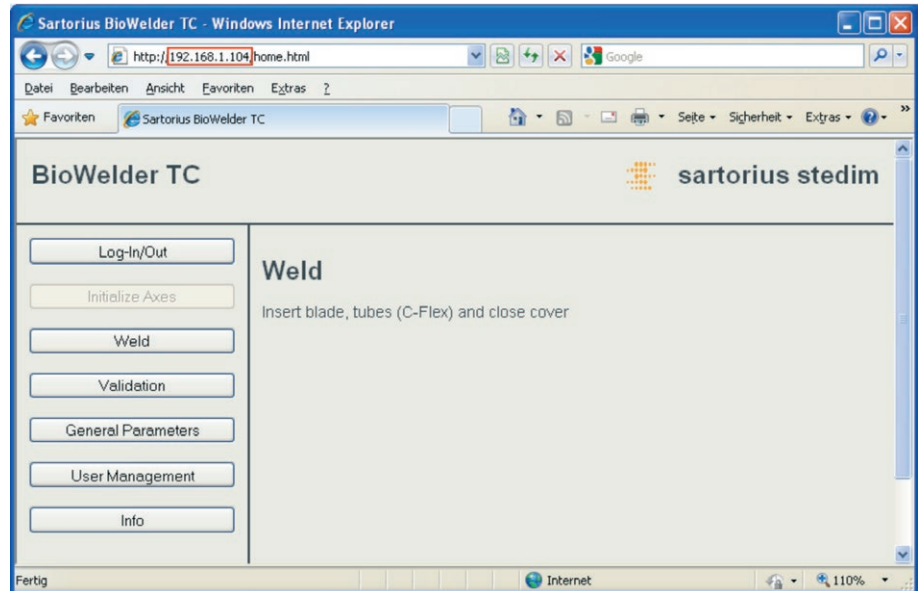 Sartorius BioWelder TC - Windows Internet Explorer
http://192.168.1.104/home.html
Google
Datei Bearbeiten Ansicht Favoriten Extras ?
Favoriten Sartorius BioWelder TC Seite Sicherheit Extras
BioWelder TC
sartorius stedim
Log-In/Out
Initialize Axes
Weld
Validation
General Parameters
User Management
Info
Weld
Insert blade, tubes (C-Flex) and close cover
Fertig Internet 110%